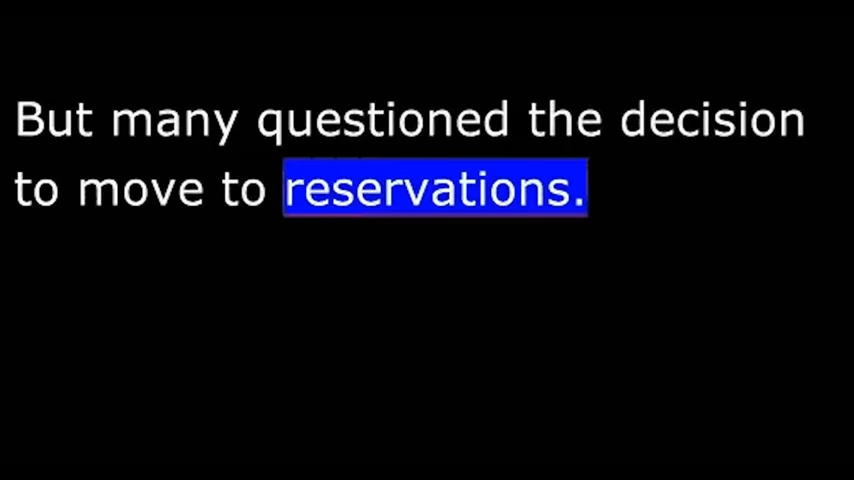 But many questioned the decision
to move to reservations.